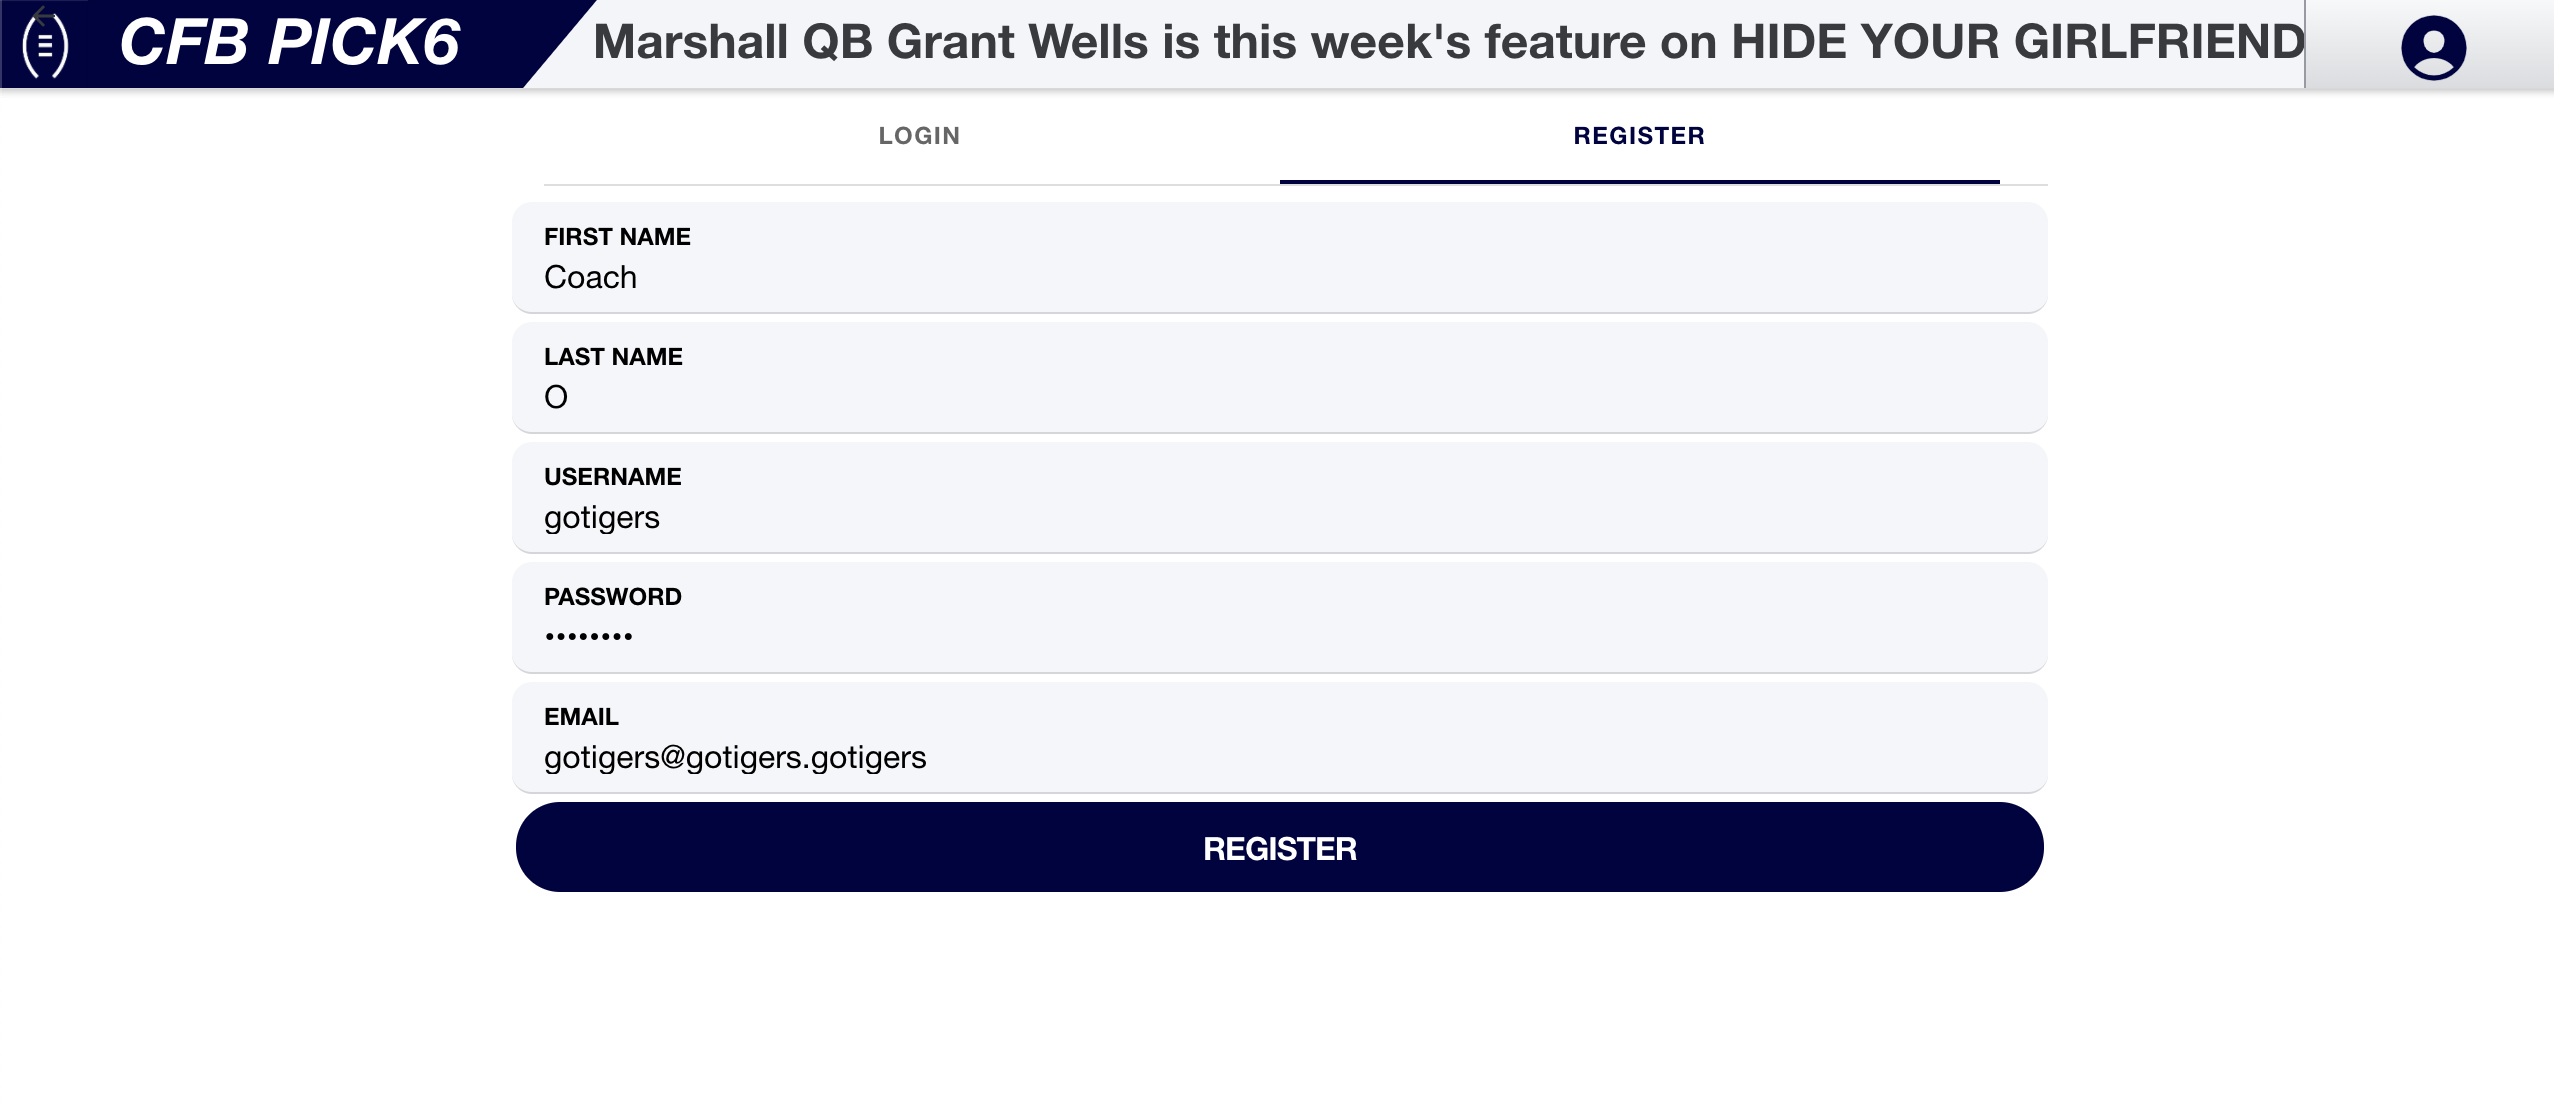 CFB PICK6
Marshall QB Grant Wells is this week's feature on HIDE YOUR GIRLFRIEND
LOGIN
REGISTER
FIRST NAME
Coach
LAST NAME
O
USERNAME
gotigers
PASSWORD
••••••••
EMAIL
gotigers@gotigers.gotigers
REGISTER